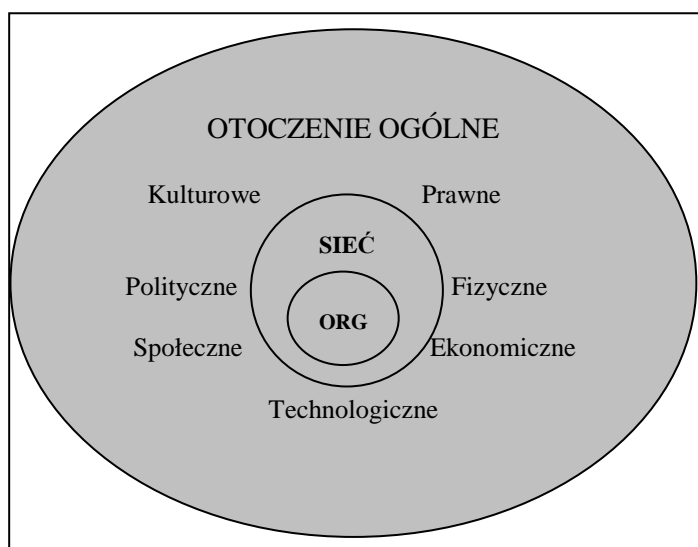 OTOCZENIE OGÓLNE
Kulturowe Prawne
SIEĆ
Polityczne Fizyczne
ORG
Społeczne Ekonomiczne
Technologiczne